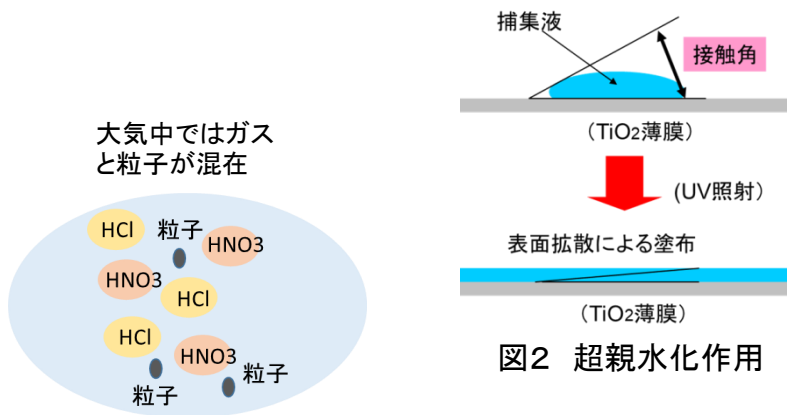 大気中ではガス
と粒子が混在
HCl
粒子
HNO3
HNO3
HCl
HCl
HNO3
粒子
粒子
捕集液
接触角
（TiO2薄膜）
(UV照射）
表面拡散による塗布
（TiO2薄膜）
図２　超親水化作用